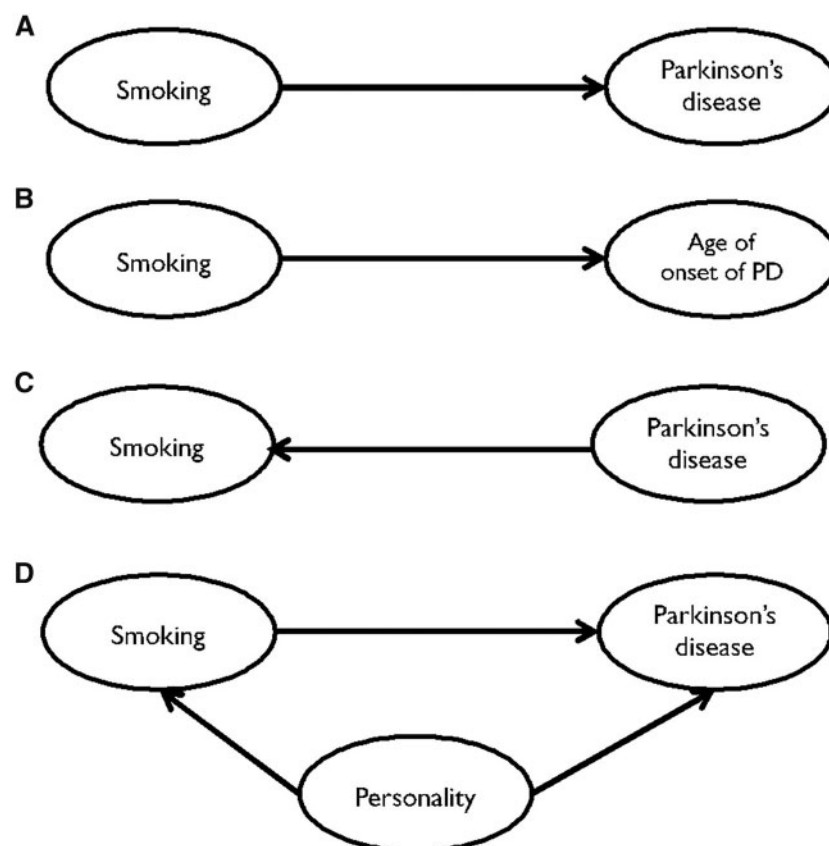 A
Smoking
Parkinson's
disease
B
Smoking
Age of
onset of PD
C
Smoking
Parkinson's
disease
D
Smoking
Parkinson's
disease
Personality